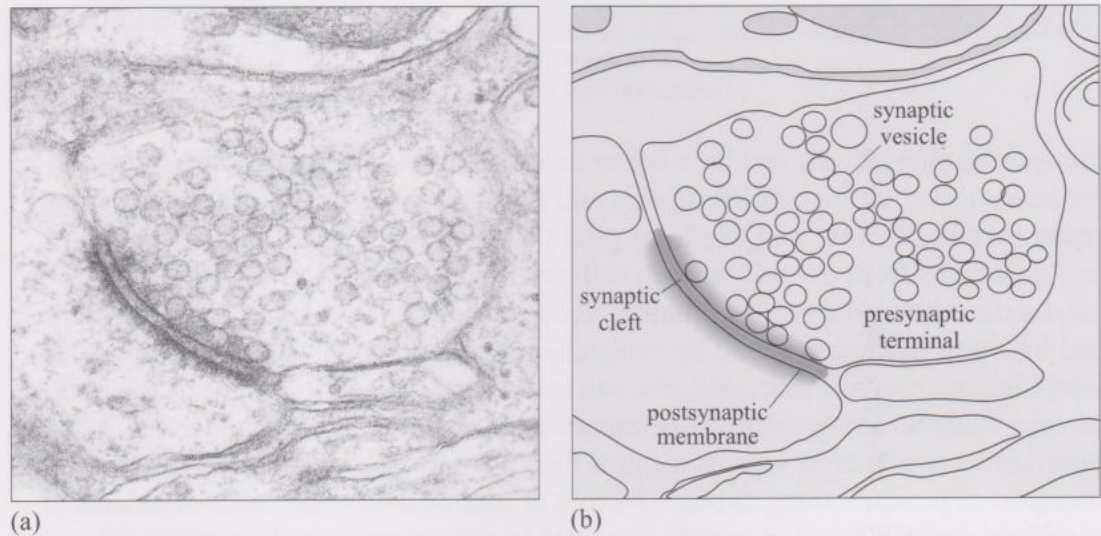 synaptic
vesicle
synaptic
cleft
presynaptic
terminal
postsynaptic
membrane
(a)
(b)